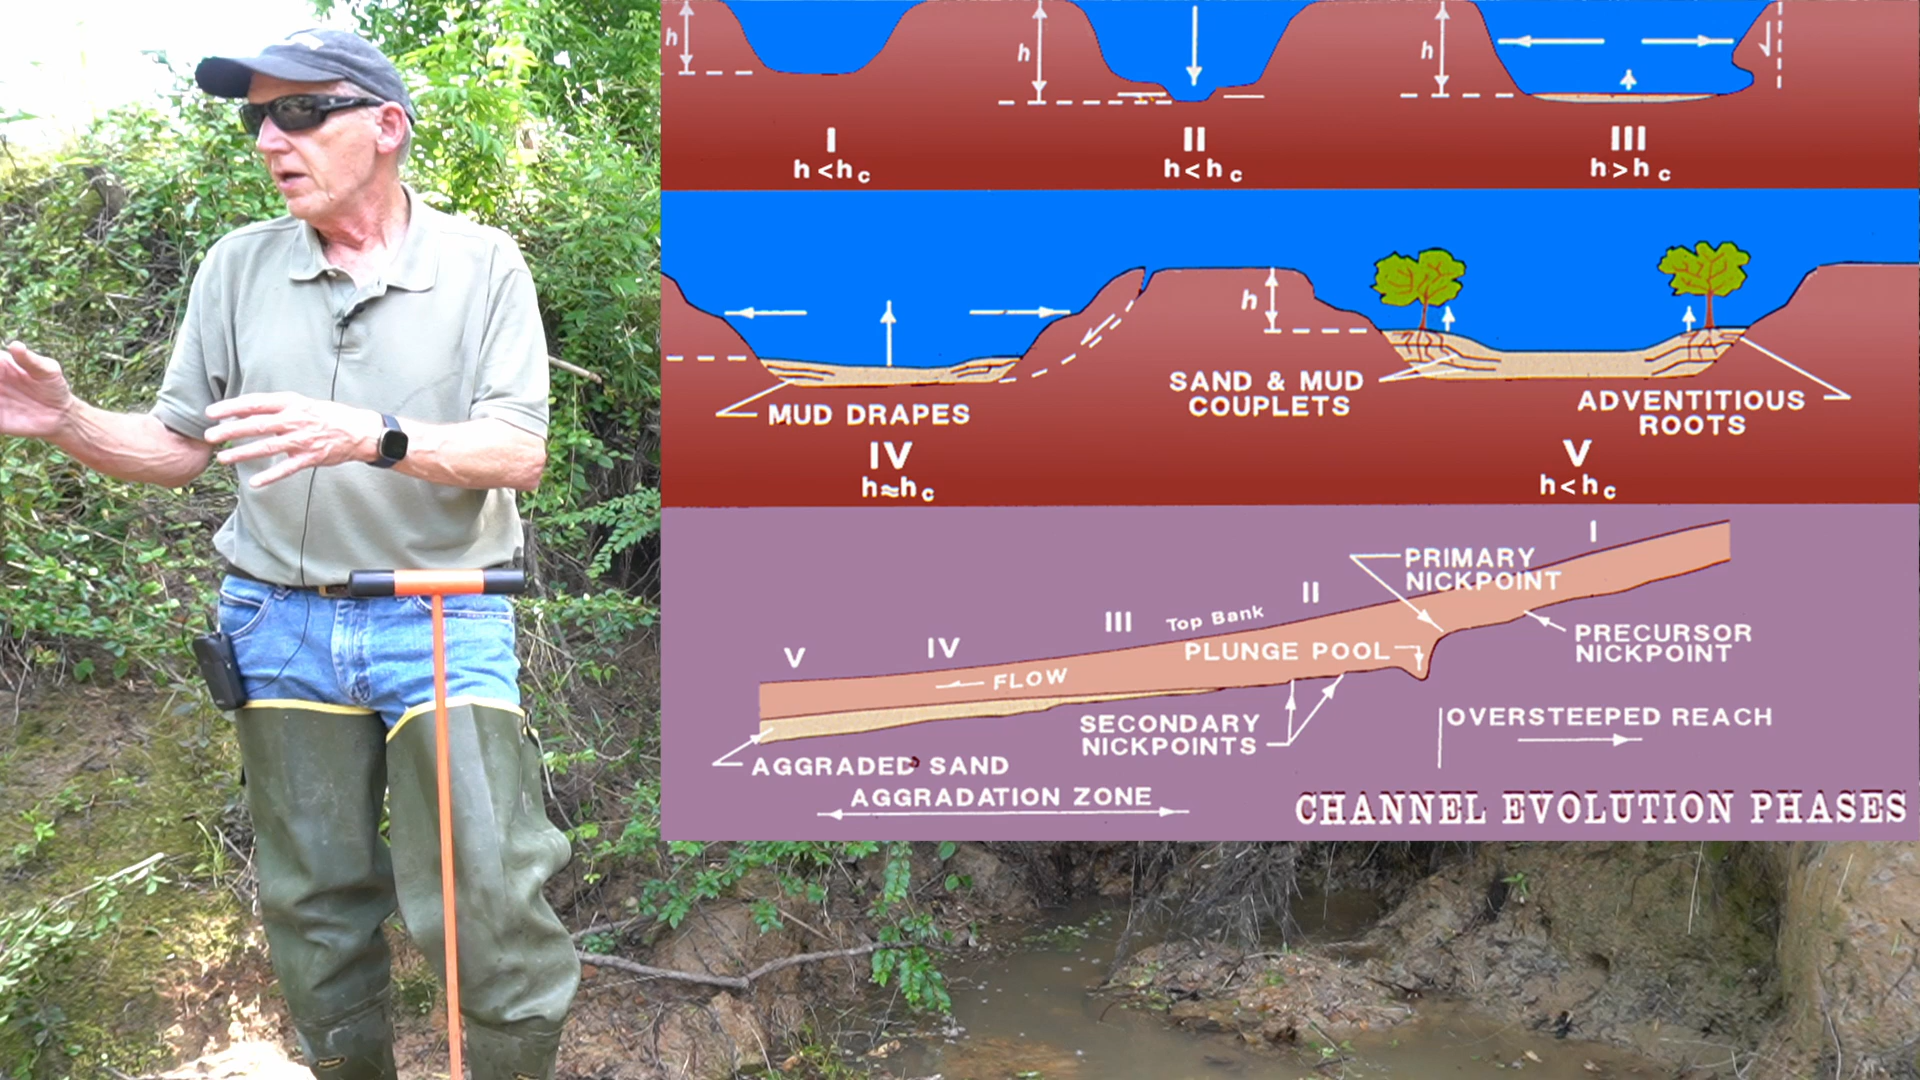 h
h
h
I
II
III
h<hc
h<hc
h>hc
h
SAND & MUD
COUPLETS
MUD DRAPES
ADVENTITIOUS
ROOTS
IV
V
h≈hc
h<hc
I
PRIMARY
NICKPOINT
II
Top Bank
III
PRECURSOR
NICKPOINT
IV
PLUNGE POOL
V
FLOW
SECONDARY
NICKPOINTS
OVERSTEEPED REACH
AGGRADED SAND
AGGRADATION ZONE
CHANNEL EVOLUTION PHASES